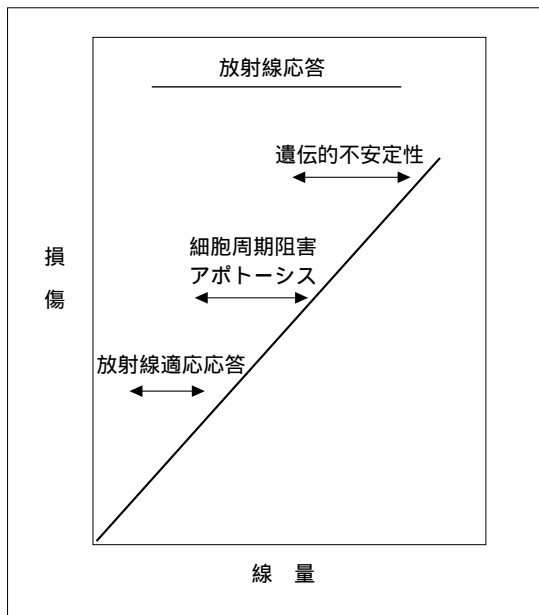 放射線応答
遺伝的不安定性
細胞周期阻害
アポトーシス
放射線適応応答
損
傷
線 量